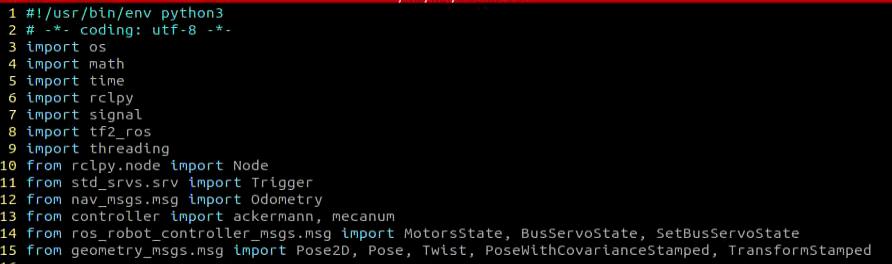 1 #!/usr/bin/env python3
2 # -*- coding: utf-8 -*-
3 import os
4 import math
5 import time
6 import rclpy
7 import signal
8 import tf2_ros
9 import threading
10 from rclpy.node import Node
11 from std_srvs.srv import Trigger
12 from nav_msgs.msg import Odometry
13 from controller import ackermann, mecanum
14 from ros_robot_controller_msgs.msg import MotorsState, BusServoState, SetBusServoState
15 from geometry_msgs.msg import Pose2D, Pose, Twist, PoseWithCovarianceStamped, TransformStamped